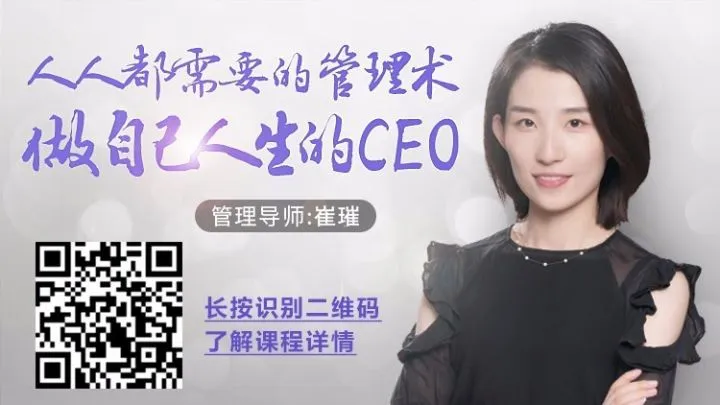 人人都需要的管理术
做自己人生的CEO
管理导师:崔璀
长按识别二维码
了解课程详情